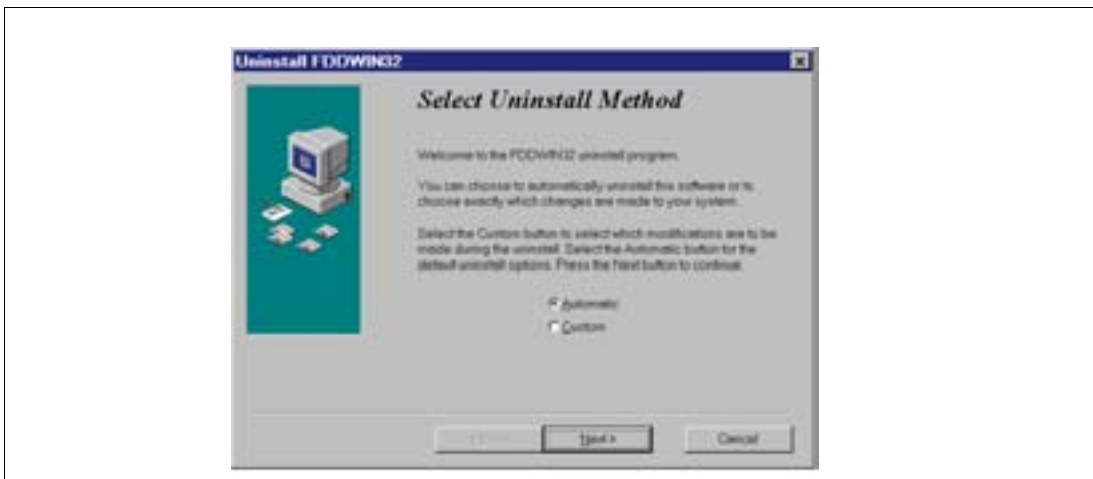 Uninstall FDDWIN32
Select Uninstall Method
Welcome to the FDDWIN32 uninstall program.
You can choose to automatically uninstall this software or to
choose exactly which changes are made to your system.
Select the Custom button to select which modifications are to be
made during the uninstall. Select the Automatic button for the
default uninstall options. Press the Next button to continue.
Automatic
Custom
Next >
Cancel